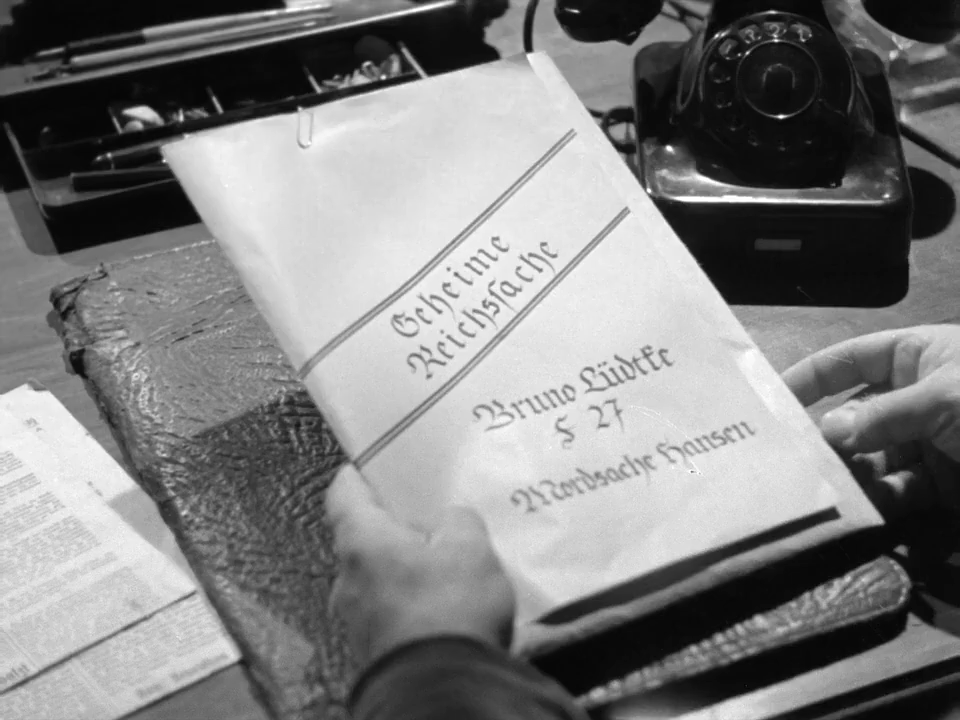 Geheime
Reichssache
Bruno Lüdtke
§ 27
Mordsache Hansen